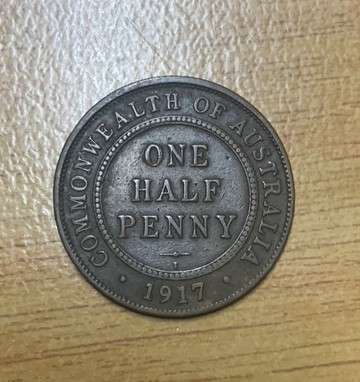 COMMONWEALTH OF AUSTRALIA
ONE
HALF
PENNY
I
· 1917 ·